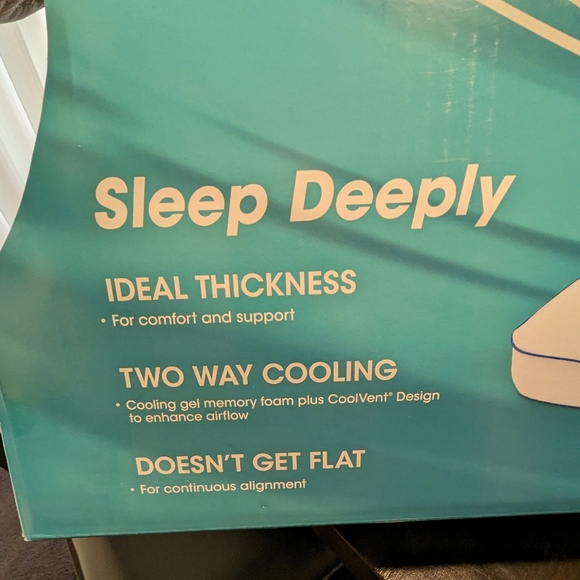 Sleep Deeply
IDEAL THICKNESS
• For comfort and support
TWO WAY COOLING
• Cooling gel memory foam plus CoolVent® Design
to enhance airflow
DOESN'T GET FLAT
• For continuous alignment